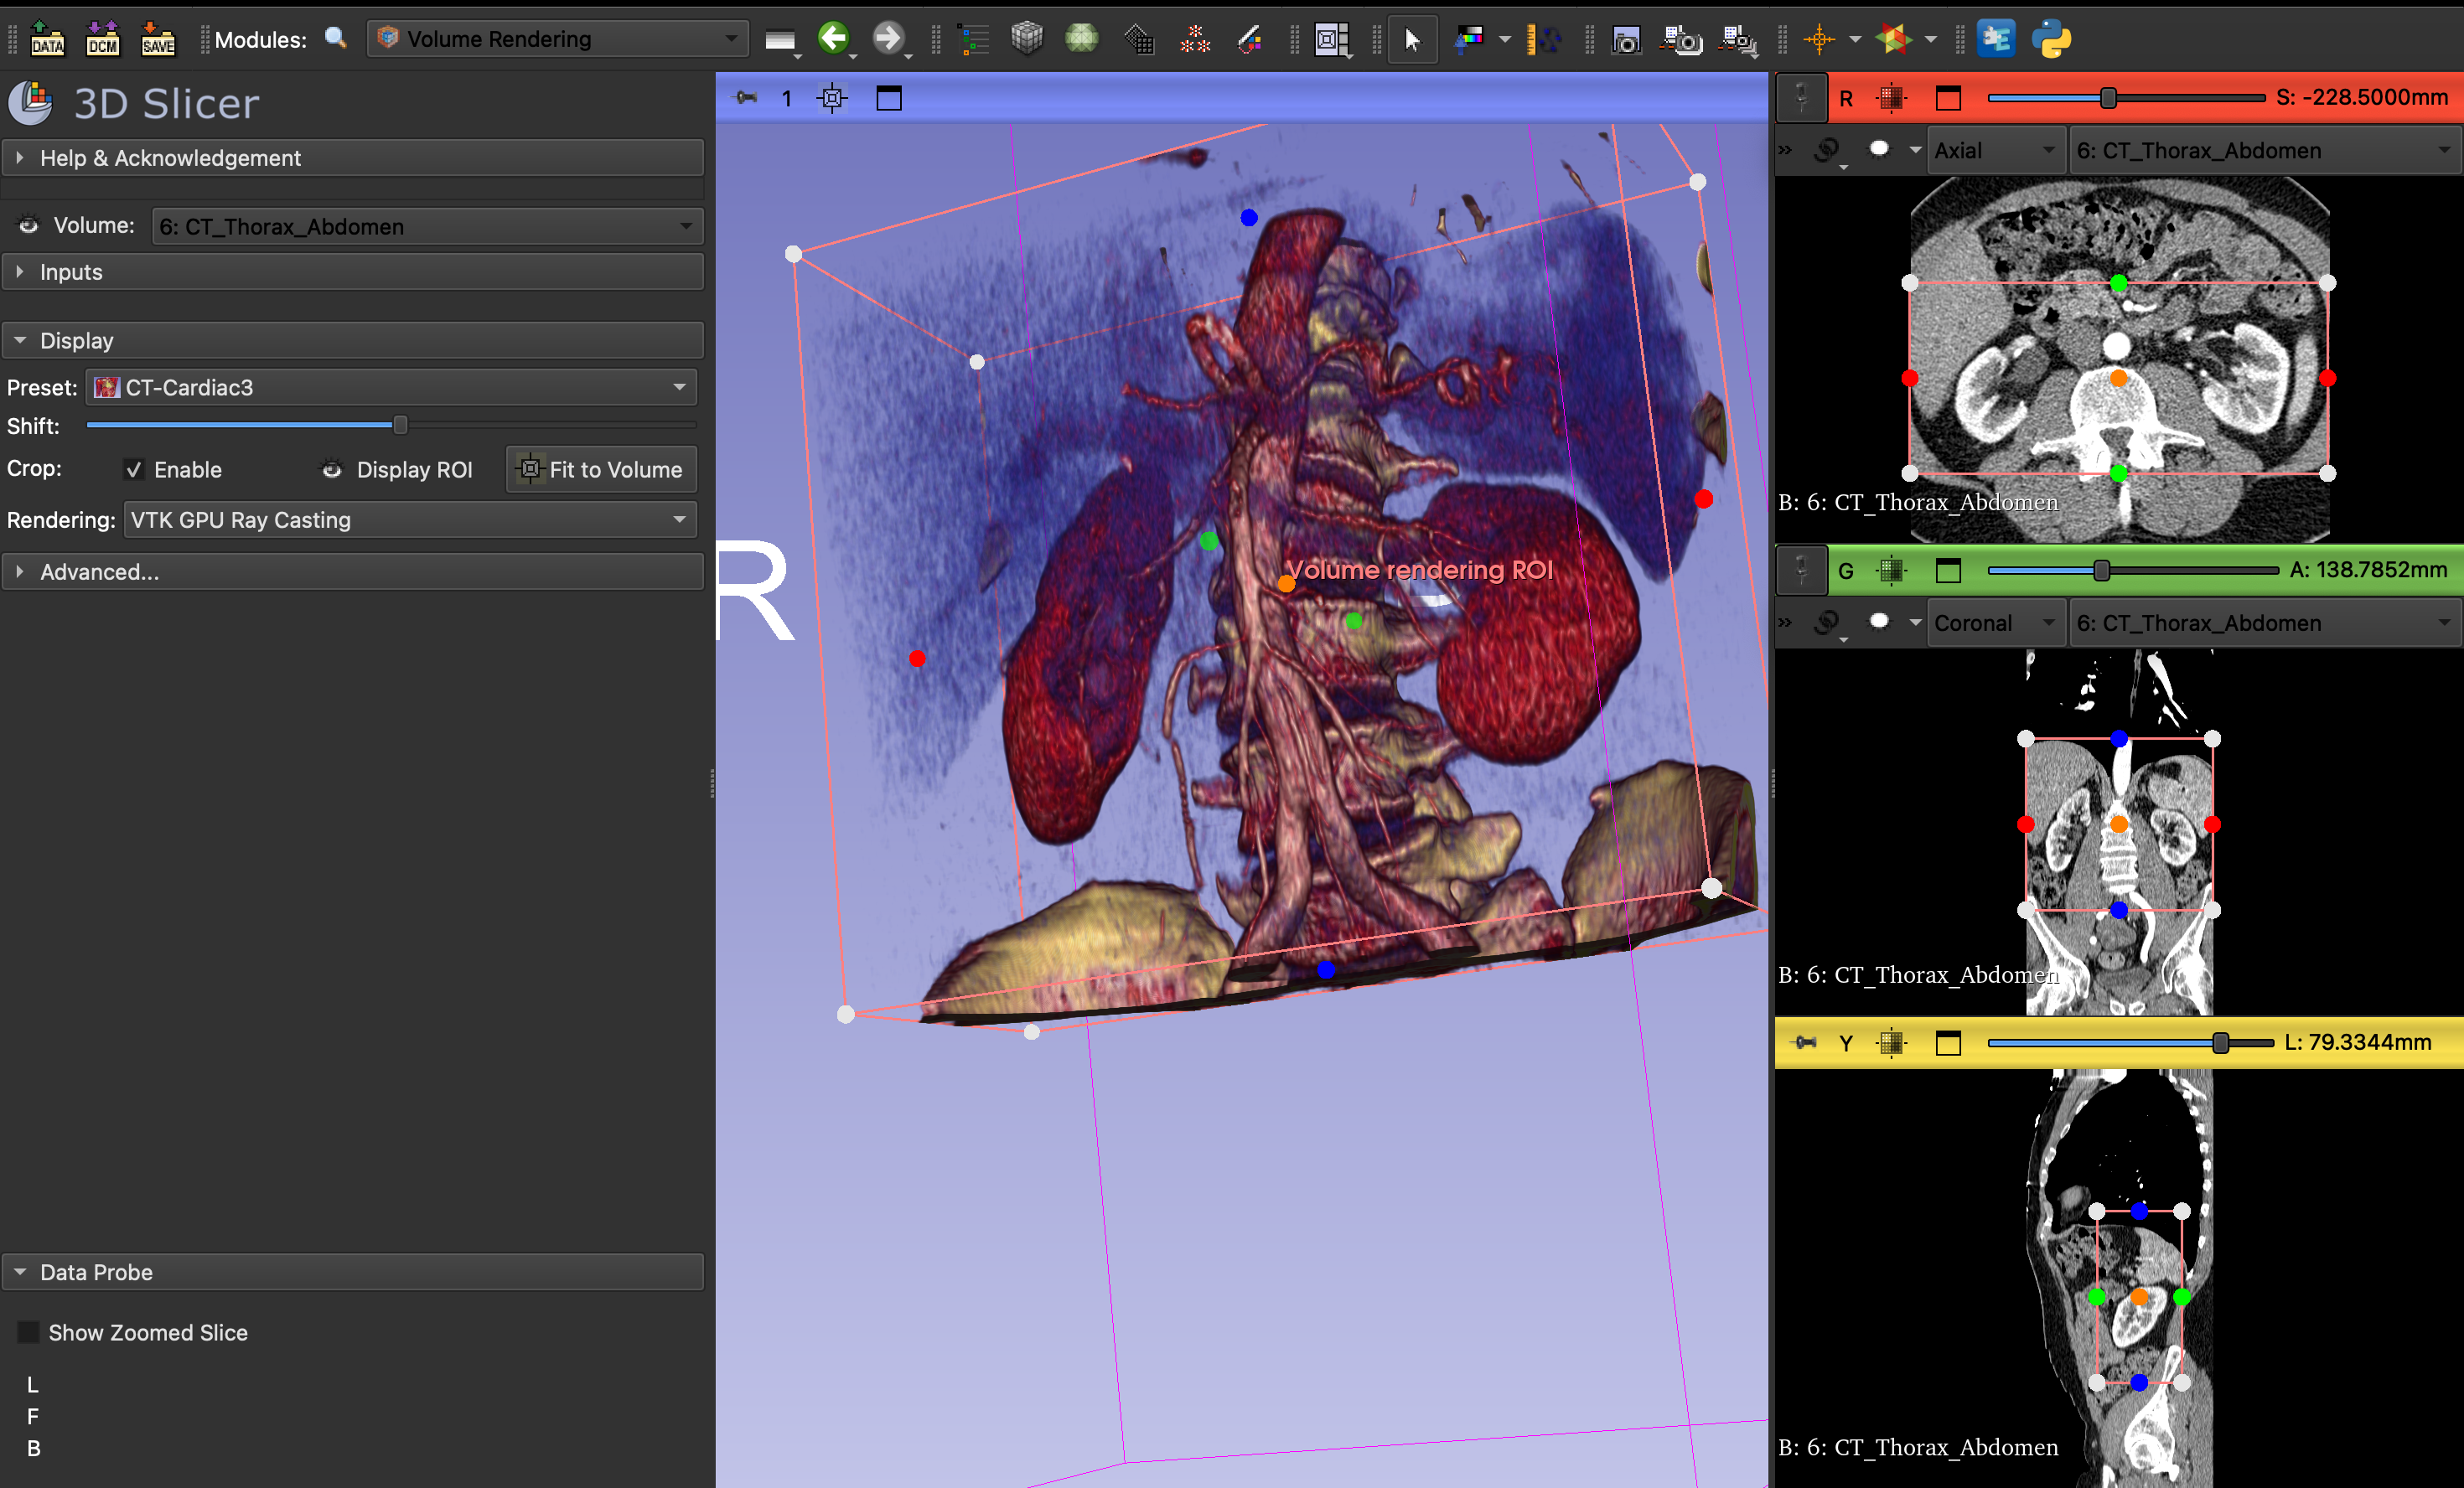 DATA DCM SAVE Modules: Volume Rendering
3D Slicer
Help & Acknowledgement
Volume: 6: CT_Thorax_Abdomen
Inputs
Display
Preset: CT-Cardiac3
Shift:
Crop: Enable Display ROI Fit to Volume
Rendering: VTK GPU Ray Casting
Advanced...
Data Probe
Show Zoomed Slice
L
F
B
1
R
Volume rendering ROI
R S: -228.5000mm
» Axial 6: CT_Thorax_Abdomen
B: 6: CT_Thorax_Abdomen
G A: 138.7852mm
» Coronal 6: CT_Thorax_Abdomen
B: 6: CT_Thorax_Abdomen
Y L: 79.3344mm
B: 6: CT_Thorax_Abdomen